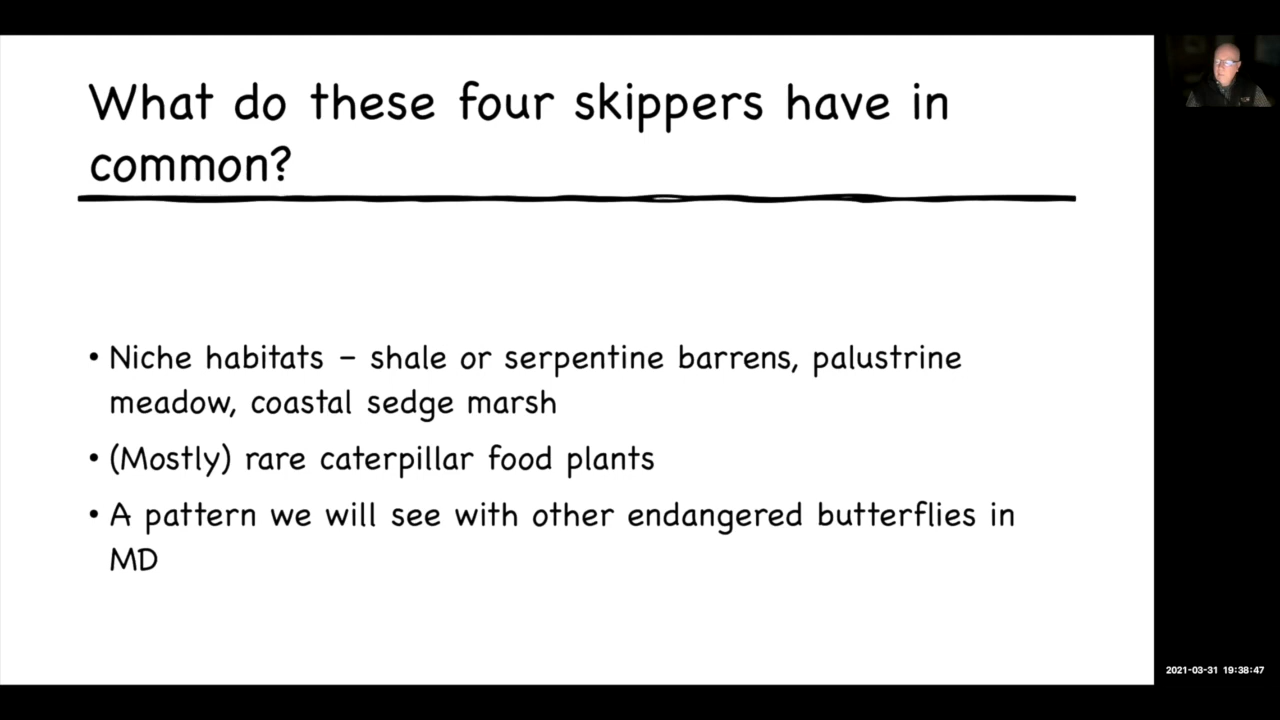 What do these four skippers have in
common?
• Niche habitats – shale or serpentine barrens, palustrine
meadow, coastal sedge marsh
• (Mostly) rare caterpillar food plants
• A pattern we will see with other endangered butterflies in
MD
2021-03-31 19:38:47